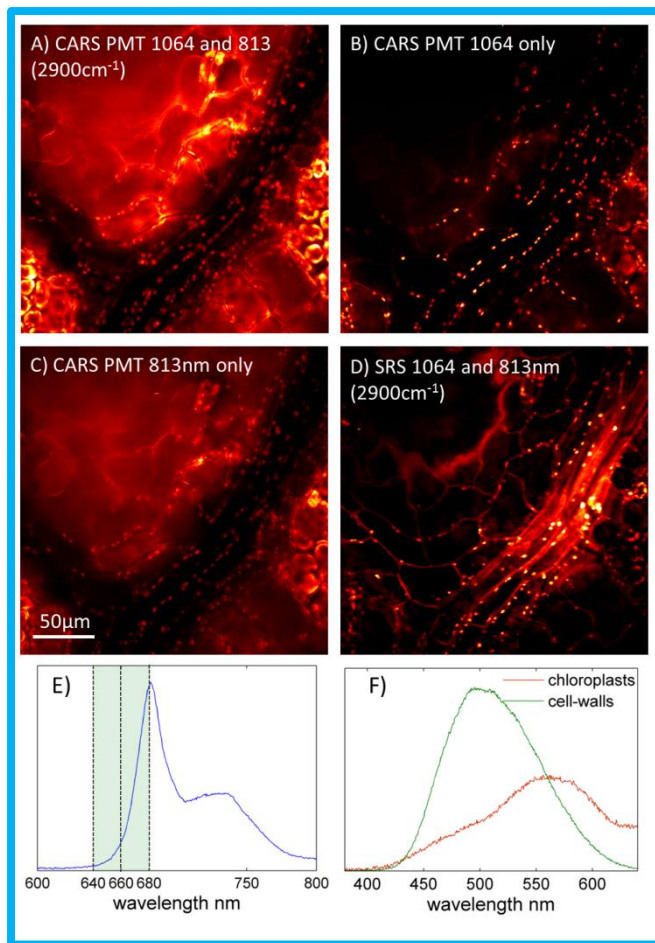 A) CARS PMT 1064 and 813
(2900cm⁻¹)
B) CARS PMT 1064 only
C) CARS PMT 813nm only
50µm
D) SRS 1064 and 813nm
(2900cm⁻¹)
E)
600 640 660 680 750 800
wavelength nm
F)
chloroplasts
cell-walls
400 450 500 550 600
wavelength nm